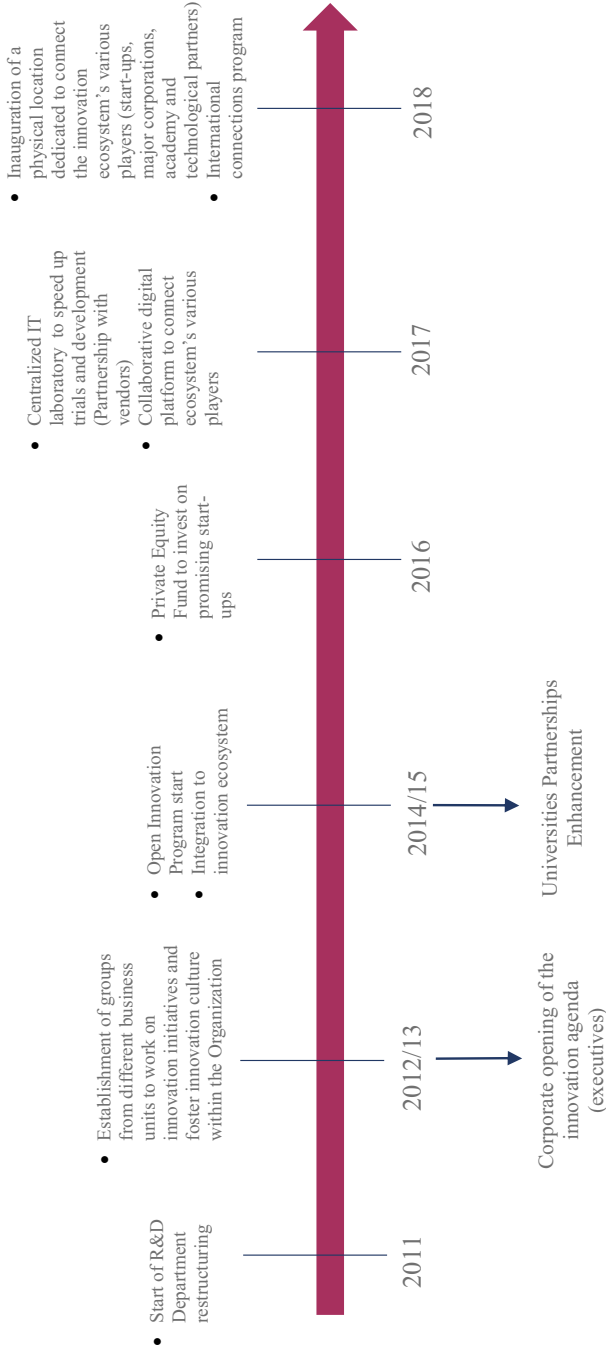 • Start of R&D
Department
restructuring
2011
• Establishment of groups
from different business
units to work on
innovation initiatives and
foster innovation culture
within the Organization
2012/13
Corporate opening of the
innovation agenda
(executives)
• Open Innovation
Program start
• Integration to
innovation ecosystem
2014/15
Universities Partnerships
Enhancement
• Private Equity
Fund to invest on
promising start-
ups
2016
• Centralized IT
laboratory to speed up
trials and development
(Partnership with
vendors)
• Collaborative digital
platform to connect
ecosystem's various
players
2017
• Inauguration of a
physical location
dedicated to connect
the innovation
ecosystem's various
players (start-ups,
major corporations,
academy and
technological partners)
• International
connections program
2018